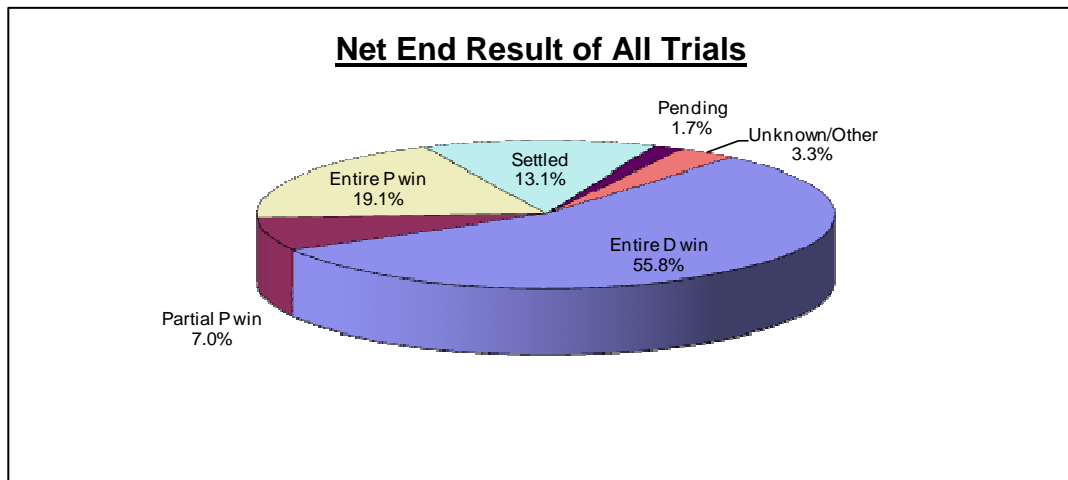 Net End Result of All Trials
Pending
1.7%
Unknown/Other
3.3%
Settled
13.1%
Entire P win
19.1%
Entire D win
55.8%
Partial P win
7.0%